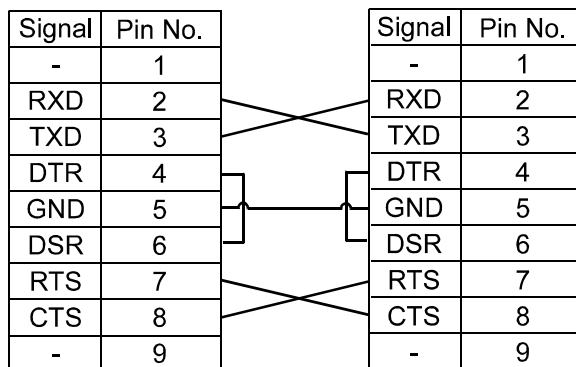 Signal Pin No. Signal Pin No.
- 1 - 1
RXD 2 RXD 2
TXD 3 TXD 3
DTR 4 DTR 4
GND 5 GND 5
DSR 6 DSR 6
RTS 7 RTS 7
CTS 8 CTS 8
- 9 - 9